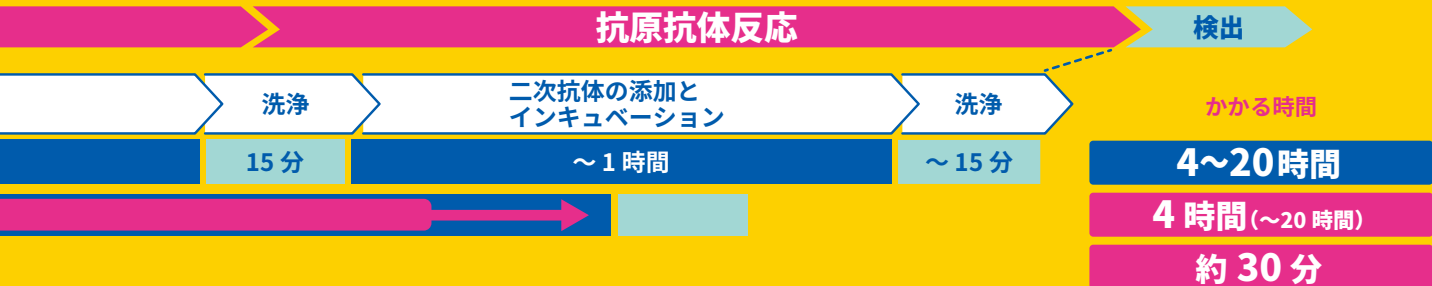 抗原抗体反応
検出
洗浄
二次抗体の添加と
インキュベーション
洗浄
かかる時間
15 分
〜 1 時間
〜 15 分
4〜20時間
4 時間(〜20 時間)
約 30 分